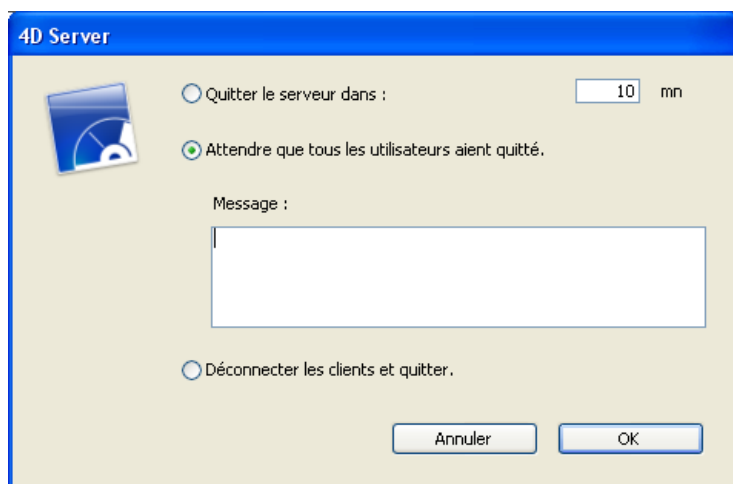 4D Server
Quitter le serveur dans : 10 mn
Attendre que tous les utilisateurs aient quitté.
Message :
Déconnecter les clients et quitter.
Annuler OK